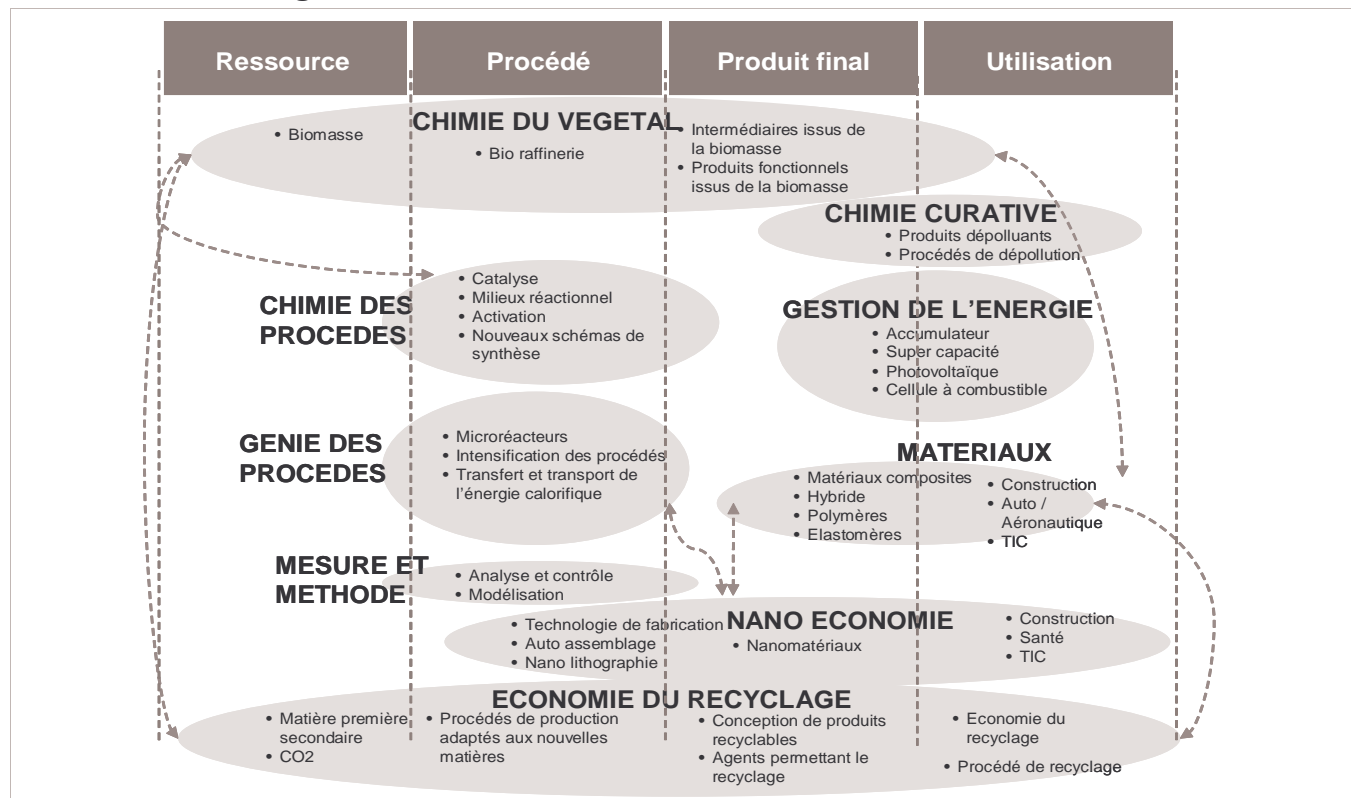 Ressource
Procédé
Produit final
Utilisation
CHIMIE DU VEGETAL
• Biomasse
• Bio raffinerie
• Intermédiaires issus de
la biomasse
• Produits fonctionnels
issus de la biomasse
CHIMIE CURATIVE
• Produits dépolluants
• Procédés de dépollution
CHIMIE DES
PROCEDES
• Catalyse
• Milieux réactionnel
• Activation
• Nouveaux schémas de
synthèse
GESTION DE L’ENERGIE
• Accumulateur
• Super capacité
• Photovoltaïque
• Cellule à combustible
GENIE DES
PROCEDES
• Microréacteurs
• Intensification des procédés
• Transfert et transport de
l’énergie calorifique
MATERIAUX
• Matériaux composites
• Hybride
• Polymères
• Elastomères
• Construction
• Auto /
Aéronautique
• TIC
MESURE ET
METHODE
• Analyse et contrôle
• Modélisation
NANO ECONOMIE
• Technologie de fabrication
• Auto assemblage
• Nano lithographie
• Nanomatériaux
• Construction
• Santé
• TIC
ECONOMIE DU RECYCLAGE
• Matière première
secondaire
• CO2
• Procédés de production
adaptés aux nouvelles
matières
• Conception de produits
recyclables
• Agents permettant le
recyclage
• Economie du
recyclage
• Procédé de recyclage